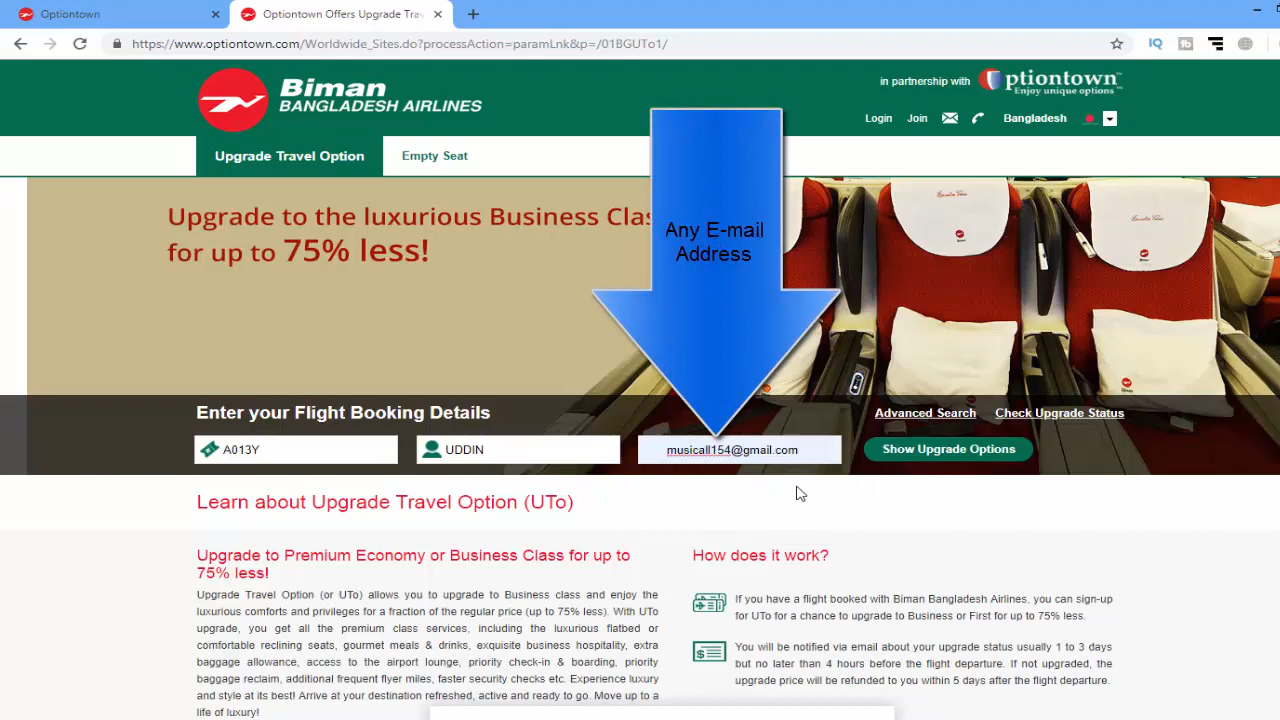 Optiontown
Optiontown Offers Upgrade Trav
https://www.optiontown.com/Worldwide_Sites.do?processAction=paramLnk&p=/01BGUTo1/
Biman
BANGLADESH AIRLINES
in partnership with ptiontown
Enjoy unique options
Login Join Bangladesh
Upgrade Travel Option Empty Seat
Upgrade to the luxurious Business Clas
for up to 75% less!
Any E-mail
Address
Enter your Flight Booking Details
Advanced Search Check Upgrade Status
A013Y UDDIN musicall154@gmail.com Show Upgrade Options
Learn about Upgrade Travel Option (UTo)
Upgrade to Premium Economy or Business Class for up to
75% less!
Upgrade Travel Option (or UTo) allows you to upgrade to Business class and enjoy the
luxurious comforts and privileges for a fraction of the regular price (up to 75% less). With UTo
upgrade, you get all the premium class services, including the luxurious flatbed or
comfortable reclining seats, gourmet meals & drinks, exquisite business hospitality, extra
baggage allowance, access to the airport lounge, priority check-in & boarding, priority
baggage reclaim, additional frequent flyer miles, faster security checks etc. Experience luxury
and style at its best! Arrive at your destination refreshed, active and ready to go. Move up to a
life of luxury!
How does it work?
If you have a flight booked with Biman Bangladesh Airlines, you can sign-up
for UTo for a chance to upgrade to Business or First for up to 75% less.
You will be notified via email about your upgrade status usually 1 to 3 days
but no later than 4 hours before the flight departure. If not upgraded, the
upgrade price will be refunded to you within 5 days after the flight departure.